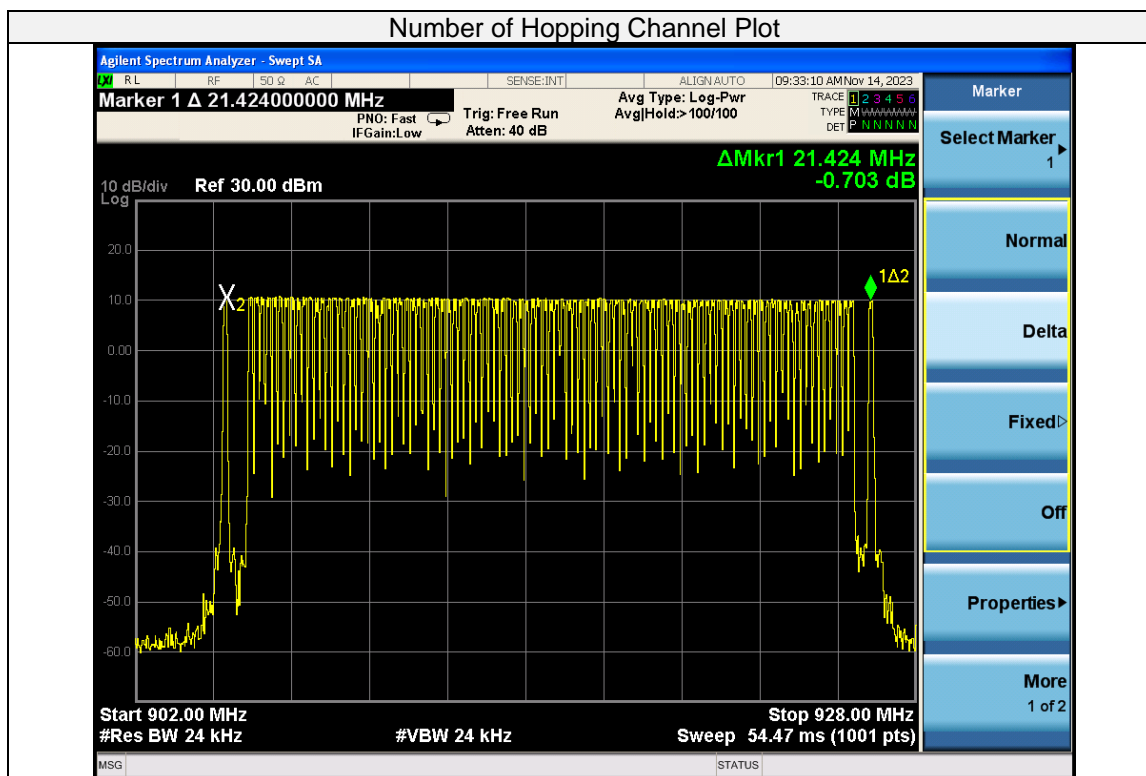 Number of Hopping Channel Plot
Agilent Spectrum Analyzer - Swept SA
LXI RL RF 50 Ω AC SENSE:INT ALIGN AUTO 09:33:10 AM Nov 14, 2023
Marker 1 Δ 21.424000000 MHz
PNO: Fast
IFGain:Low
Trig: Free Run
Atten: 40 dB
Avg Type: Log-Pwr
Avg|Hold:>100/100
TRACE 1 2 3 4 5 6
TYPE M
DET P N N N N N
ΔMkr1 21.424 MHz
-0.703 dB
10 dB/div Ref 30.00 dBm
Log
20.0
10.0
0.00
-10.0
-20.0
-30.0
-40.0
-50.0
-60.0
X2
1Δ2
Start 902.00 MHz Stop 928.00 MHz
#Res BW 24 kHz #VBW 24 kHz Sweep 54.47 ms (1001 pts)
MSG STATUS
Marker
Select Marker
1
Normal
Delta
Fixed
Off
Properties
More
1 of 2